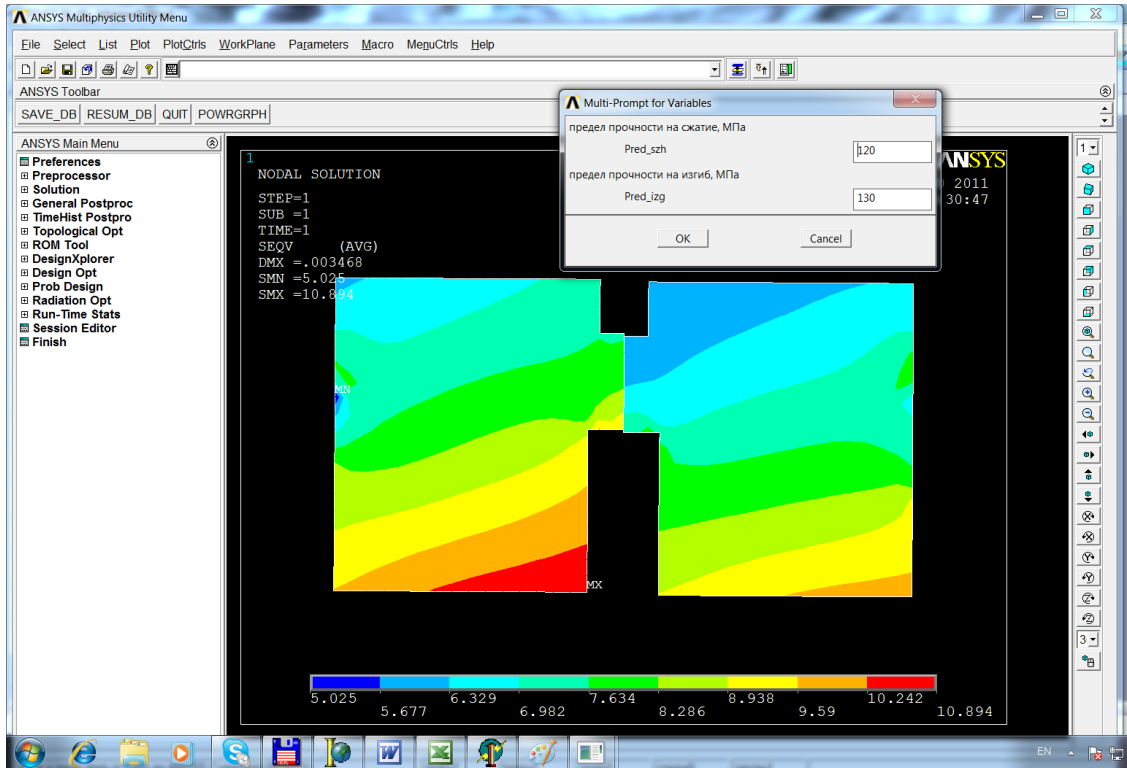 ANSYS Multiphysics Utility Menu
File Select List Plot PlotCtrls WorkPlane Parameters Macro MenuCtrls Help
ANSYS Toolbar
SAVE_DB RESUM_DB QUIT POWRGRPH
ANSYS Main Menu
Preferences
Preprocessor
Solution
General Postproc
TimeHist Postpro
Topological Opt
ROM Tool
DesignXplorer
Design Opt
Prob Design
Radiation Opt
Run-Time Stats
Session Editor
Finish
Multi-Prompt for Variables
предел прочности на сжатие, МПа
Pred_szh 120
предел прочности на изгиб, МПа
Pred_izg 130
OK Cancel
1
NODAL SOLUTION
STEP=1
SUB =1
TIME=1
SEQV (AVG)
DMX =.003468
SMN =5.025
SMX =10.894
ANSYS
2011
30:47
MN
MX
5.025 6.329 7.634 8.938 10.242
5.677 6.982 8.286 9.59 10.894
1
3
EN